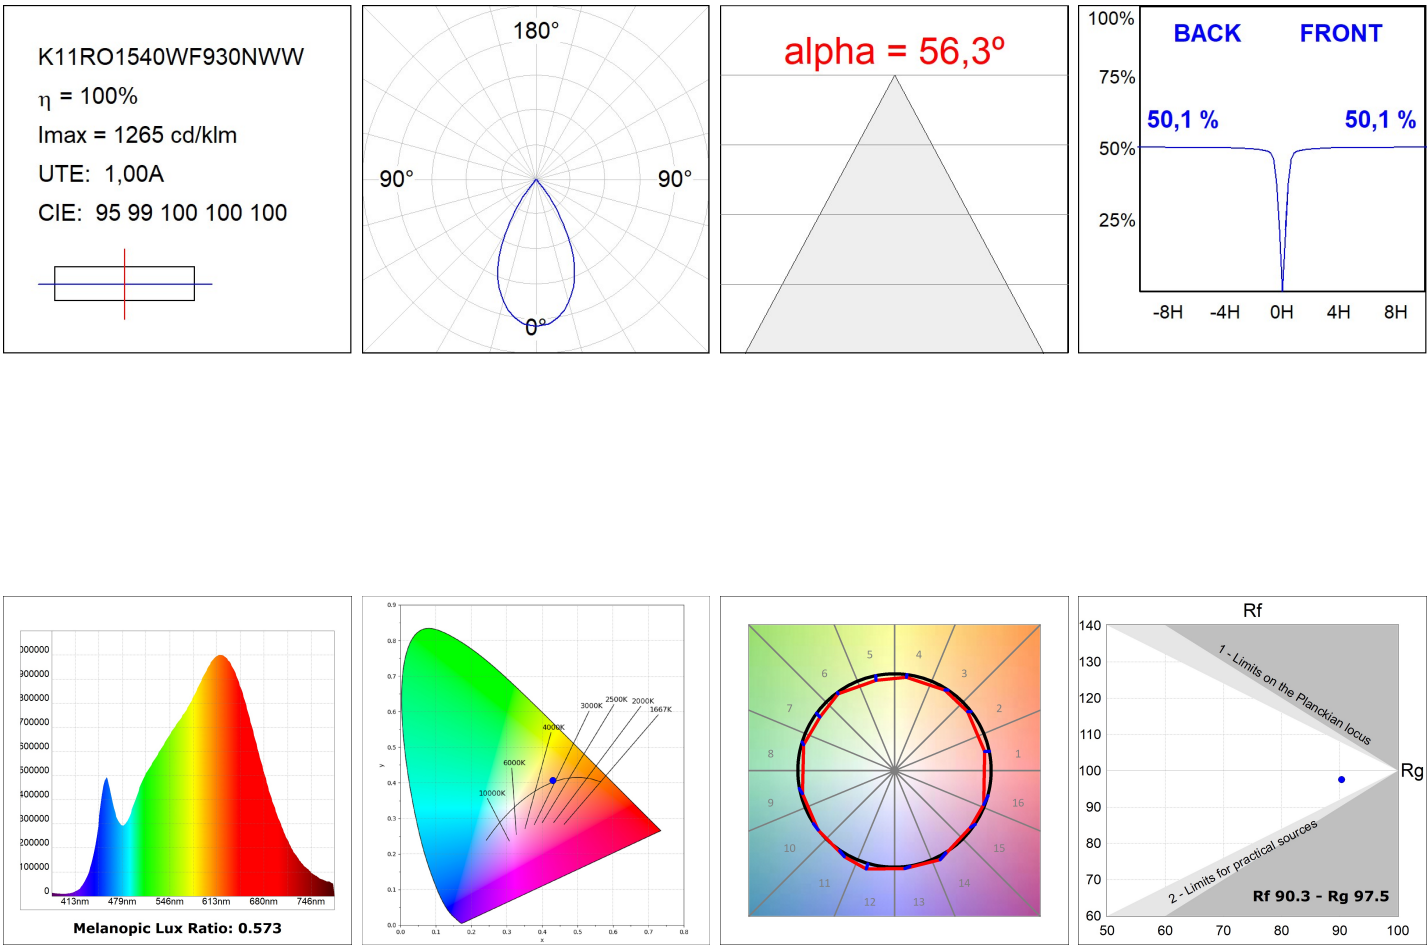 K11RO1540WF930NWW
η = 100%
Imax = 1265 cd/klm
UTE: 1,00A
CIE: 95 99 100 100 100
180°
90°
90°
0°
alpha = 56,3º
100%
BACK FRONT
75%
50,1 % 50,1 %
50%
25%
-8H -4H 0H 4H 8H
000000
900000
800000
700000
600000
500000
400000
300000
200000
100000
0
413nm 479nm 546nm 613nm 680nm 746nm
Melanopic Lux Ratio: 0.573
0.9
0.8
0.7
0.6
0.5
0.4
0.3
0.2
0.1
0.0
y
0.0 0.1 0.2 0.3 0.4 0.5 0.6 0.7 0.8
x
10000K
6000K
4000K
3000K
2500K
2000K
1667K
1
2
3
4
5
6
7
8
9
10
11
12
13
14
15
16
Rf
140
130
120
110
100
90
80
70
60
50 60 70 80 90 100
Rg
1 - Limits on the Planckian locus
2 - Limits for practical sources
Rf 90.3 - Rg 97.5